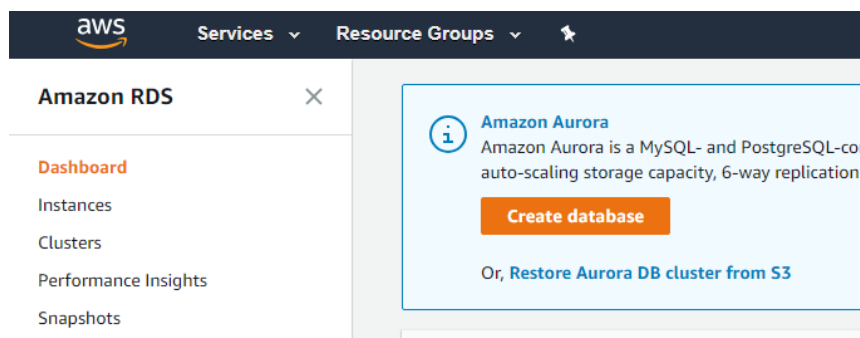 aws
Services
Resource Groups
Amazon RDS
Dashboard
Instances
Clusters
Performance Insights
Snapshots
Amazon Aurora
Amazon Aurora is a MySQL- and PostgreSQL-co
auto-scaling storage capacity, 6-way replication
Create database
Or, Restore Aurora DB cluster from S3